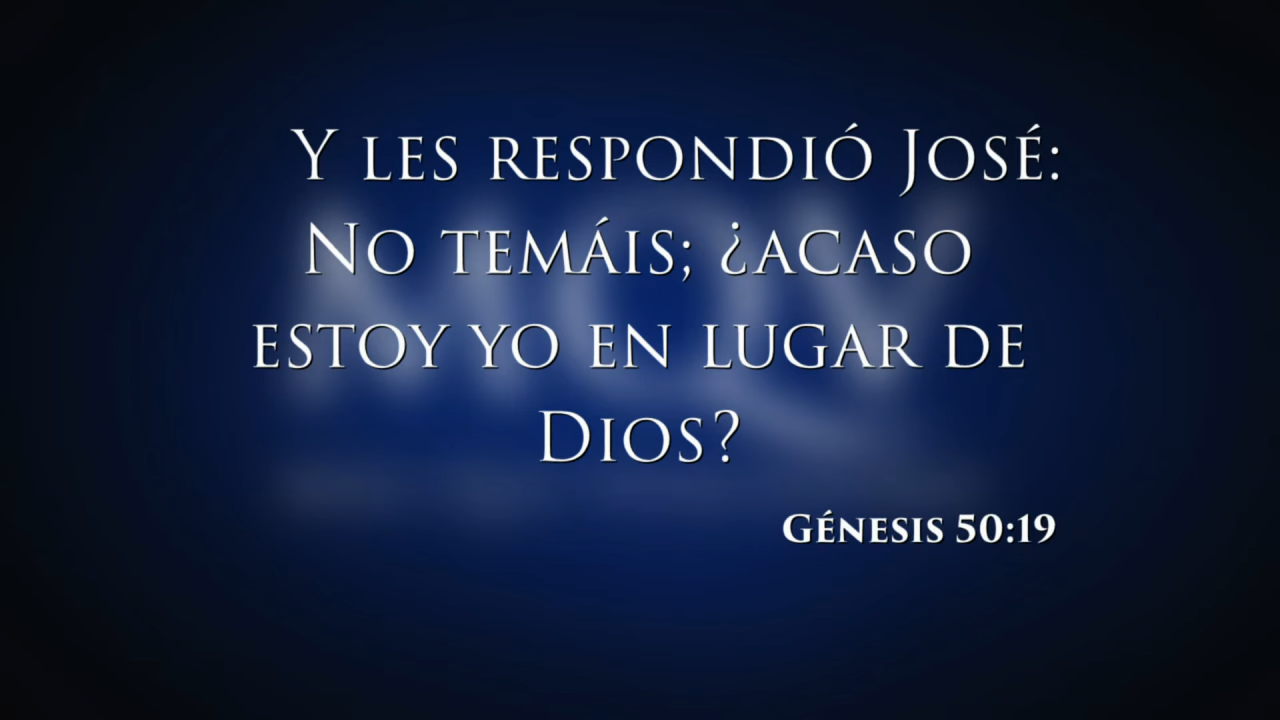 Y les respondió José:
No temáis; ¿acaso
estoy yo en lugar de
Dios?
Génesis 50:19